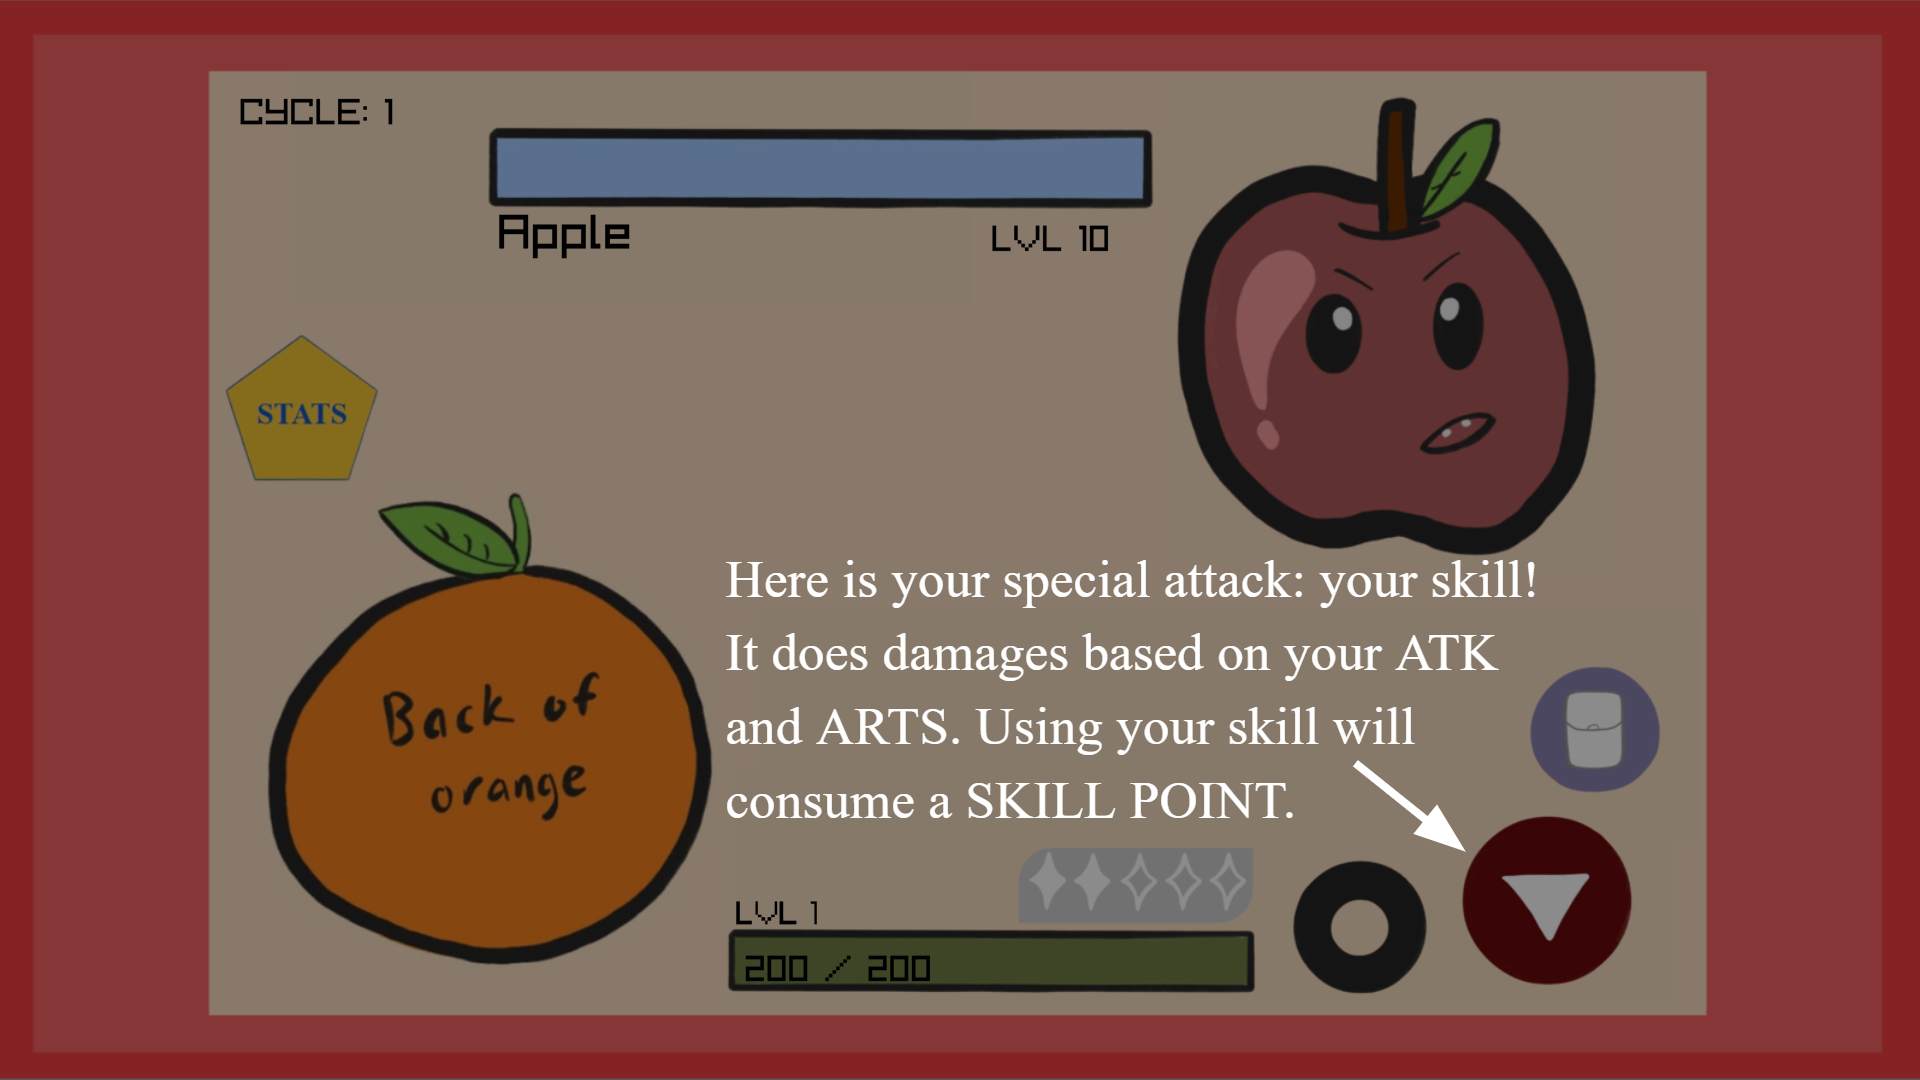 CYCLE: 1
Apple
LVL 10
STATS
Back of
orange
Here is your special attack: your skill!
It does damages based on your ATK
and ARTS. Using your skill will
consume a SKILL POINT.
LVL 1
200 / 200